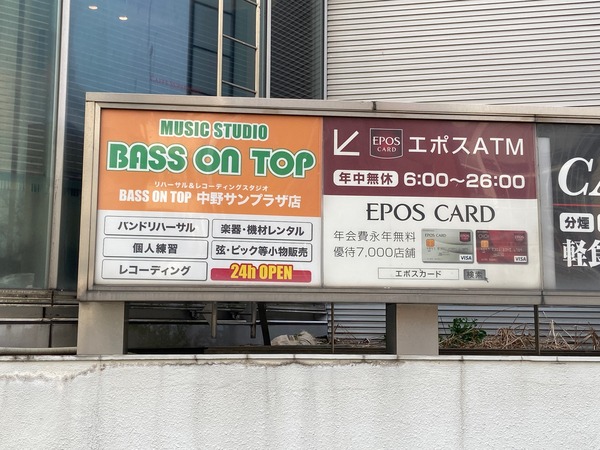 MUSIC STUDIO
BASS ON TOP
リハーサル&レコーディングスタジオ
BASS ON TOP 中野サンプラザ店
バンドリハーサル
楽器・機材レンタル
個人練習
弦・ピック等小物販売
レコーディング
24h OPEN
EPOS CARD エポスATM
年中無休 6:00〜26:00
EPOS CARD
年会費永年無料
優待7,000店舗
VISA
VISA
エポスカード 検索
CA
分煙
軽食